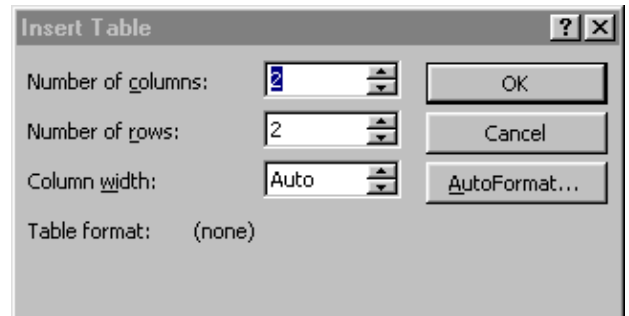 Insert Table ? X
Number of columns: 2 OK
Number of rows: 2 Cancel
Column width: Auto AutoFormat...
Table format: (none)